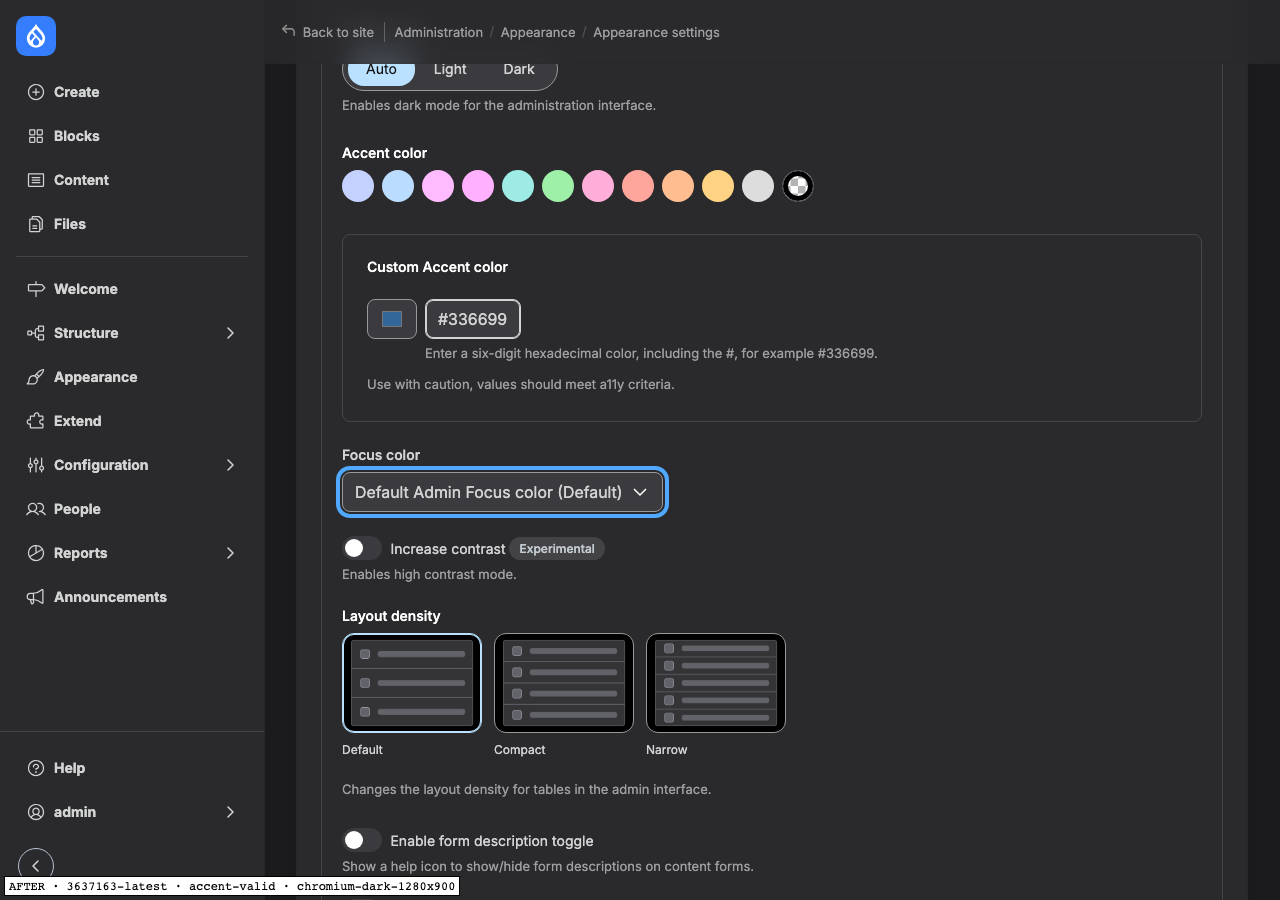 Back to site
Administration / Appearance / Appearance settings
Create
Blocks
Content
Files
Welcome
Structure
Appearance
Extend
Configuration
People
Reports
Announcements
Help
admin
Auto Light Dark
Enables dark mode for the administration interface.
Accent color
Custom Accent color
#336699
Enter a six-digit hexadecimal color, including the #, for example #336699.
Use with caution, values should meet a11y criteria.
Focus color
Default Admin Focus color (Default)
Increase contrast Experimental
Enables high contrast mode.
Layout density
Default Compact Narrow
Changes the layout density for tables in the admin interface.
Enable form description toggle
Show a help icon to show/hide form descriptions on content forms.
AFTER · 3637163-latest · accent-valid · chromium-dark-1280x900